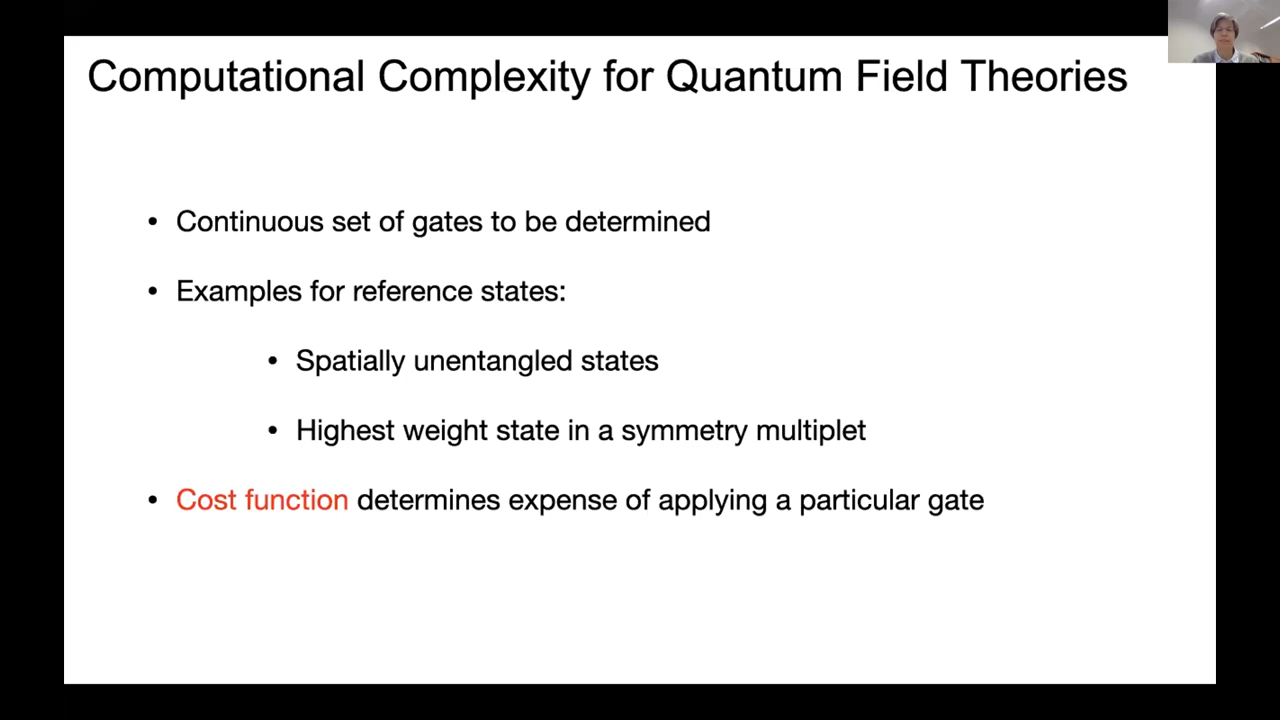 Computational Complexity for Quantum Field Theories
• Continuous set of gates to be determined
• Examples for reference states:
• Spatially unentangled states
• Highest weight state in a symmetry multiplet
• Cost function determines expense of applying a particular gate